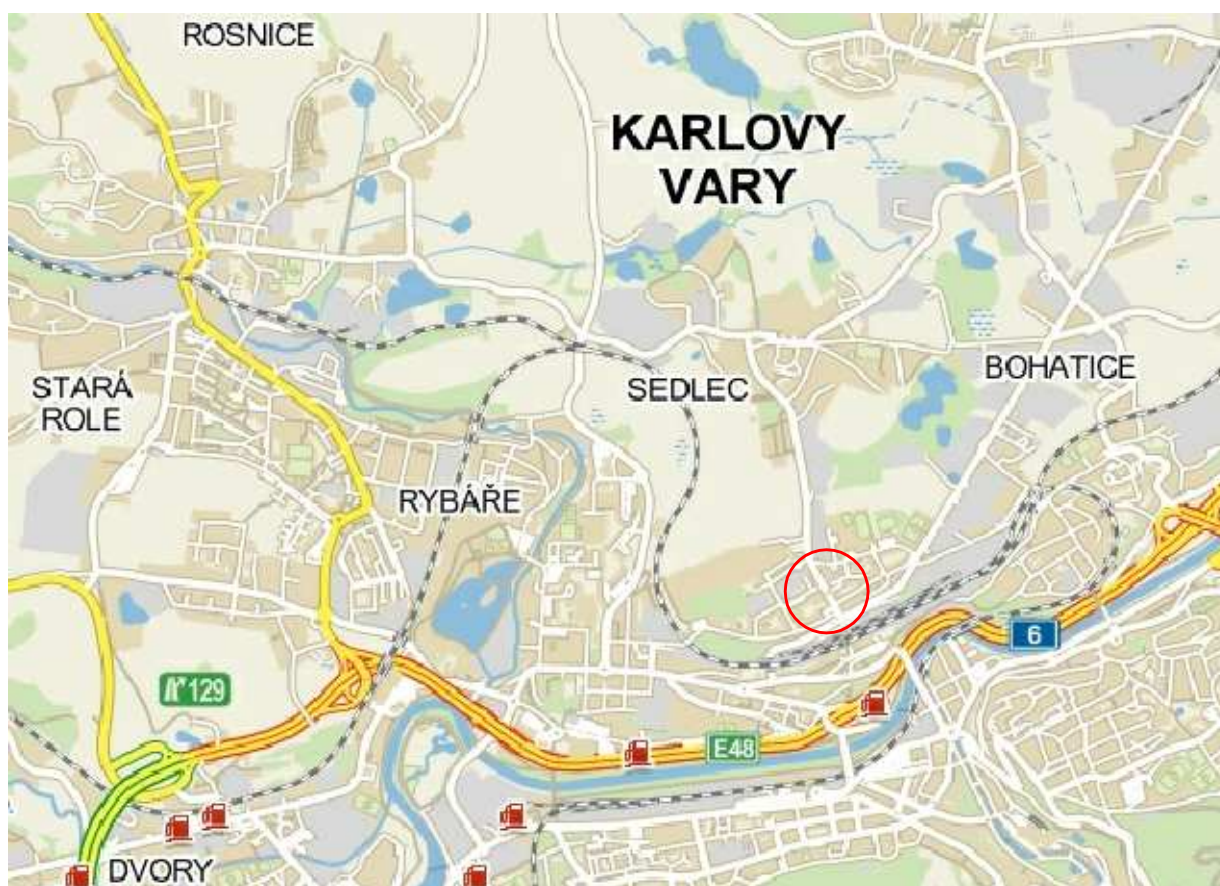 ROSNICE
KARLOVY
VARY
STARÁ
ROLE
SEDLEC
BOHATICE
RYBÁŘE
6
129
E48
DVORY